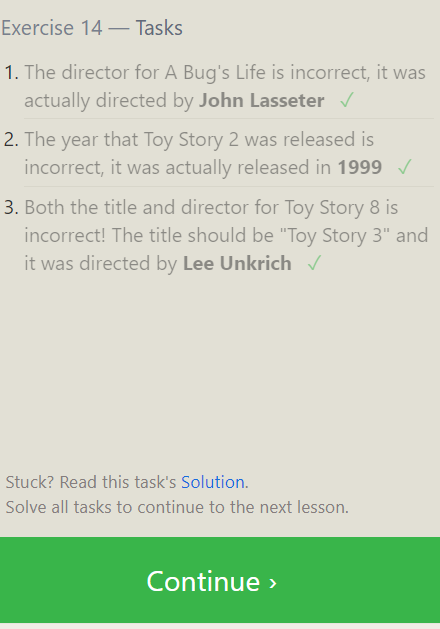 Exercise 14 — Tasks
1. The director for A Bug's Life is incorrect, it was
actually directed by John Lasseter ✓
2. The year that Toy Story 2 was released is
incorrect, it was actually released in 1999 ✓
3. Both the title and director for Toy Story 8 is
incorrect! The title should be "Toy Story 3" and
it was directed by Lee Unkrich ✓
Stuck? Read this task's Solution.
Solve all tasks to continue to the next lesson.
Continue ›